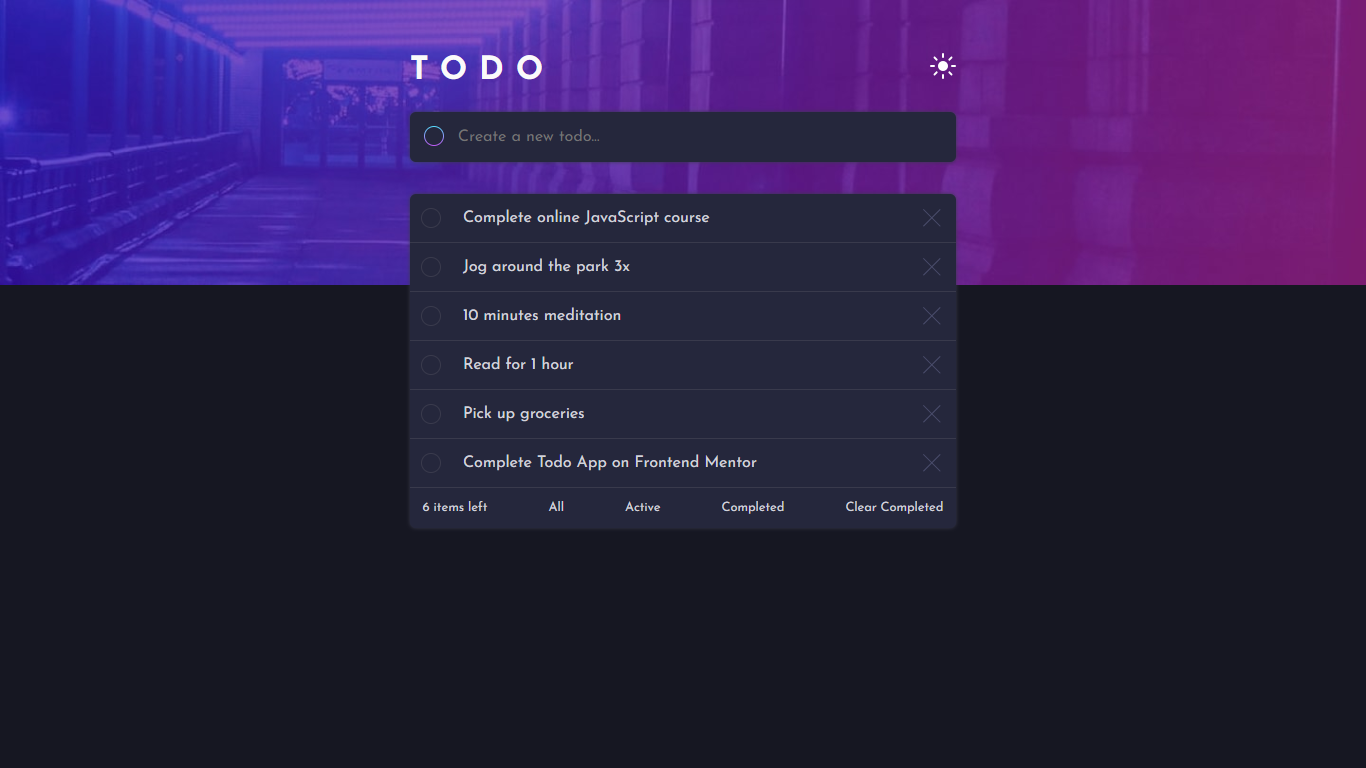 TODO
Create a new todo...
Complete online JavaScript course
Jog around the park 3x
10 minutes meditation
Read for 1 hour
Pick up groceries
Complete Todo App on Frontend Mentor
6 items left All Active Completed Clear Completed